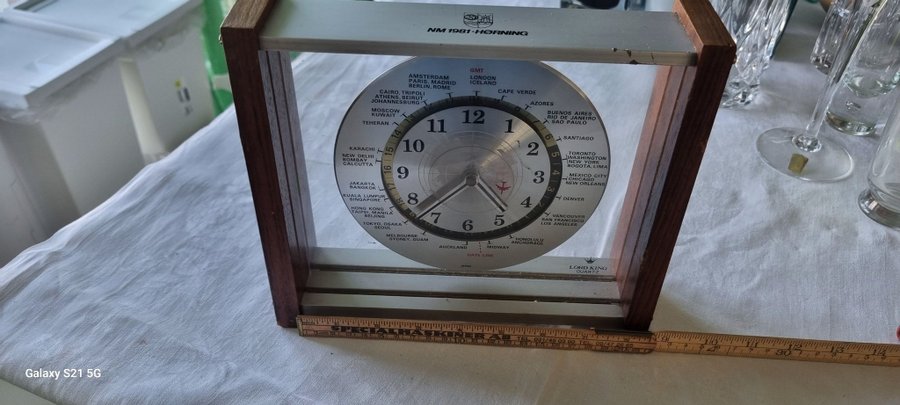 NM 1981·HØRNING
GMT
LONDON
ICELAND
CAPE VERDE
AZORES
BUENOS AIRES
RIO DE JANEIRO
SAO PAULO
SANTIAGO
TORONTO
WASHINGTON
NEW YORK
BOGOTA, LIMA
MEXICO CITY
CHICAGO
NEW ORLEANS
DENVER
VANCOUVER
SAN FRANCISCO
LOS ANGELES
HONOLULU
ANCHORAGE
MIDWAY
DATE LINE
AUCKLAND
MELBOURNE
SYDNEY, GUAM
TOKYO, OSAKA
SEOUL
HONG KONG
TAIPEI, MANILA
BEIJING
KUALA LUMPUR
SINGAPORE
JAKARTA
BANGKOK
NEW DELHI
BOMBAY
CALCUTTA
KARACHI
TEHERAN
MOSCOW
KUWAIT
CAIRO, TRIPOLI
ATHENS, BEIRUT
JOHANNESBURG
AMSTERDAM
PARIS, MADRID
BERLIN, ROME
12
1
2
3
4
5
6
7
8
9
10
11
LORD KING
QUARTZ
SPECIALMASKINER AB
30
Galaxy S21 5G